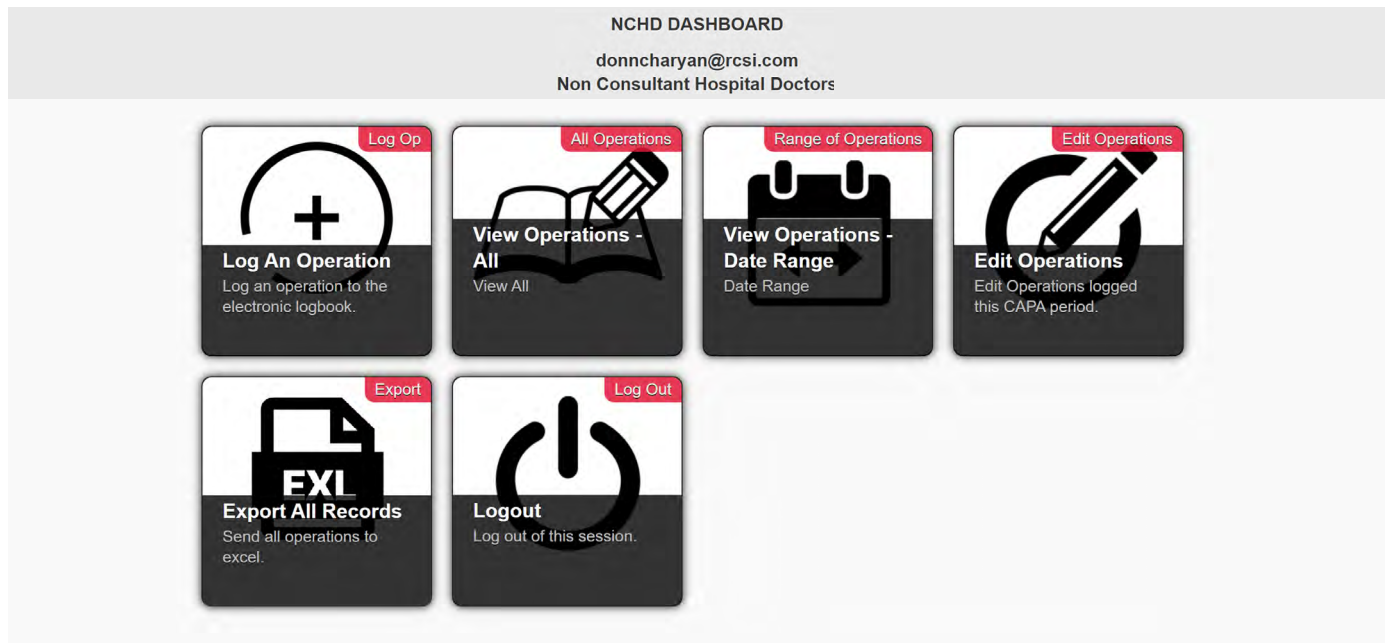 NCHD DASHBOARD
donncharyan@rcsi.com
Non Consultant Hospital Doctors
Log Op
Log An Operation
Log an operation to the
electronic logbook.
All Operations
View Operations -
All
View All
Range of Operations
View Operations -
Date Range
Date Range
Edit Operations
Edit Operations
Edit Operations logged
this CAPA period.
Export
EXL
Export All Records
Send all operations to
excel.
Log Out
Logout
Log out of this session.